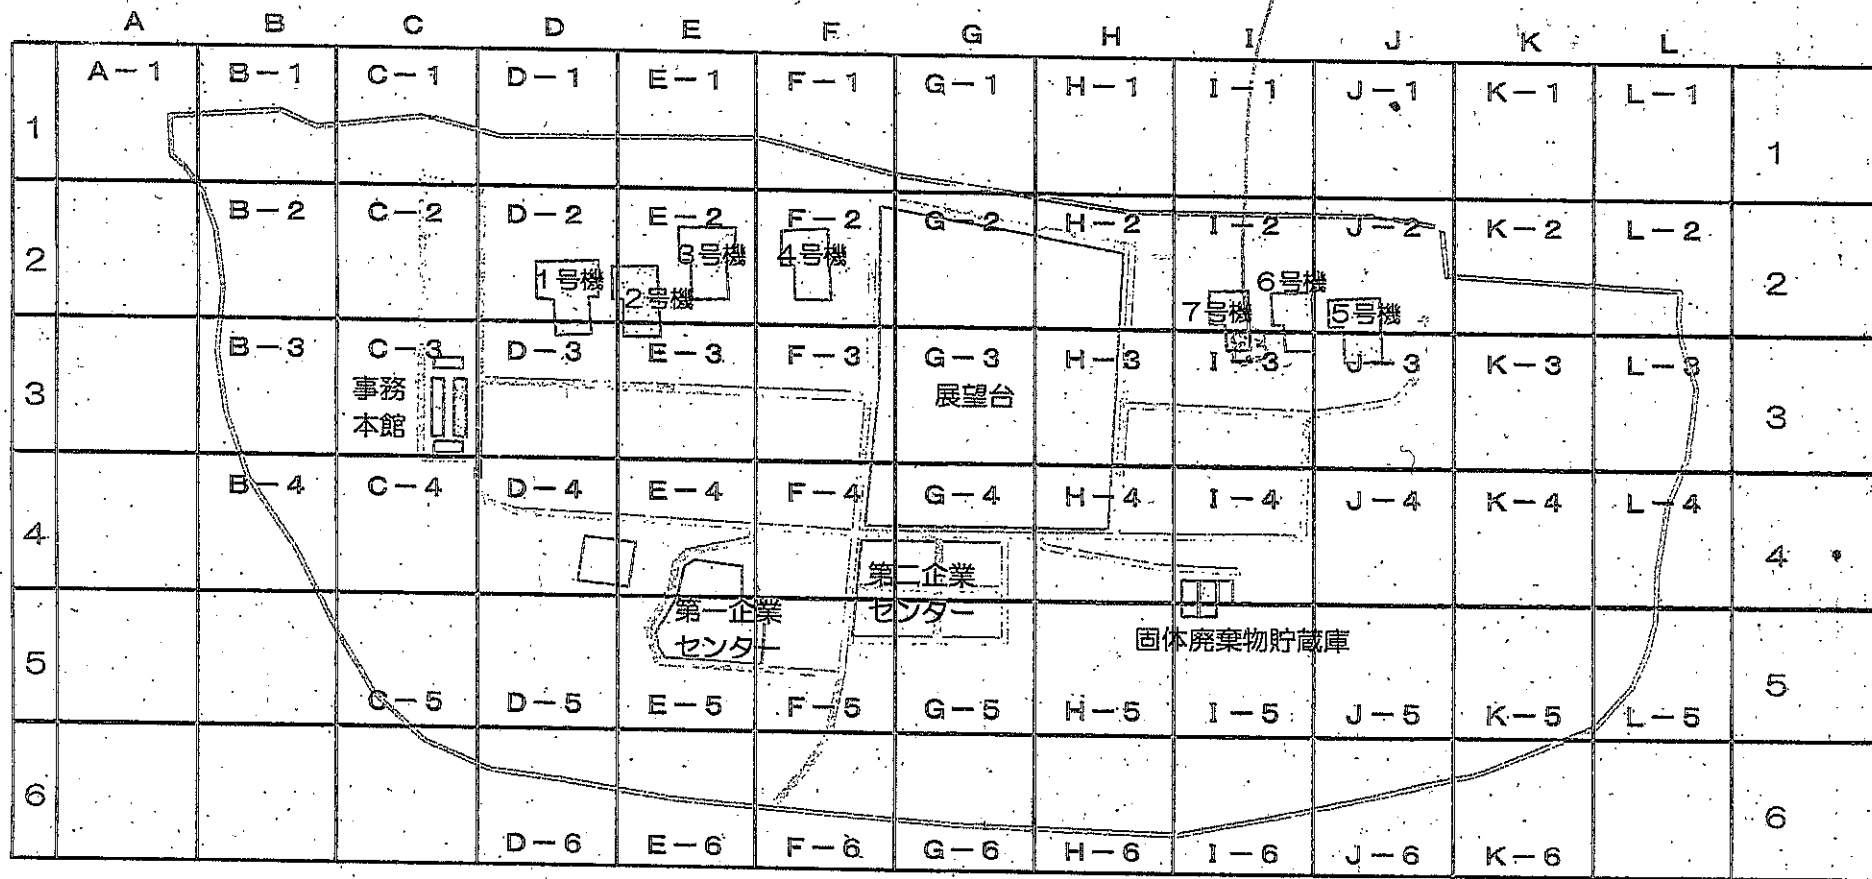 A B C D E F G H I J K L
1 A-1 B-1 C-1 D-1 E-1 F-1 G-1 H-1 I-1 J-1 K-1 L-1 1
2 B-2 C-2 D-2 E-2 F-2 G-2 H-2 I-2 J-2 K-2 L-2 2
3号機 4号機
1号機 2号機 7号機 6号機 5号機
3 B-3 C-3 D-3 E-3 F-3 G-3 H-3 I-3 J-3 K-3 L-3 3
事務
本館
展望台
4 B-4 C-4 D-4 E-4 F-4 G-4 H-4 I-4 J-4 K-4 L-4 4
第二企業
センター
第一企業
センター
固体廃棄物貯蔵庫
5 C-5 D-5 E-5 F-5 G-5 H-5 I-5 J-5 K-5 L-5 5
6 D-6 E-6 F-6 G-6 H-6 I-6 J-6 K-6 6